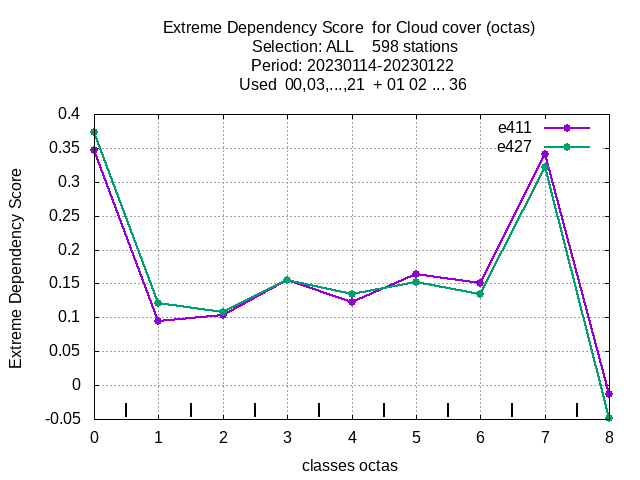 Extreme Dependency Score  for Cloud cover (octas)
Selection: ALL    598 stations
Period: 20230114-20230122
Used  00,03,...,21  + 01 02 ... 36
0.4
0.35
0.3
0.25
0.2
0.15
0.1
0.05
0
-0.05
Extreme Dependency Score
e411
e427
0 1 2 3 4 5 6 7 8
classes octas